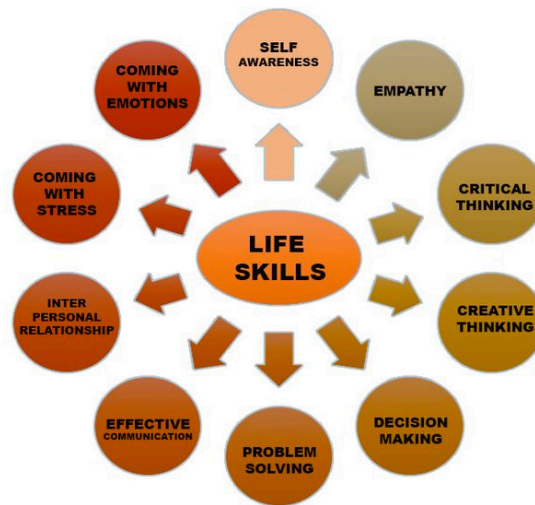 LIFE
SKILLS
SELF
AWARENESS
EMPATHY
CRITICAL
THINKING
CREATIVE
THINKING
DECISION
MAKING
PROBLEM
SOLVING
EFFECTIVE
COMMUNICATION
INTER
PERSONAL
RELATIONSHIP
COMING
WITH
STRESS
COMING
WITH
EMOTIONS